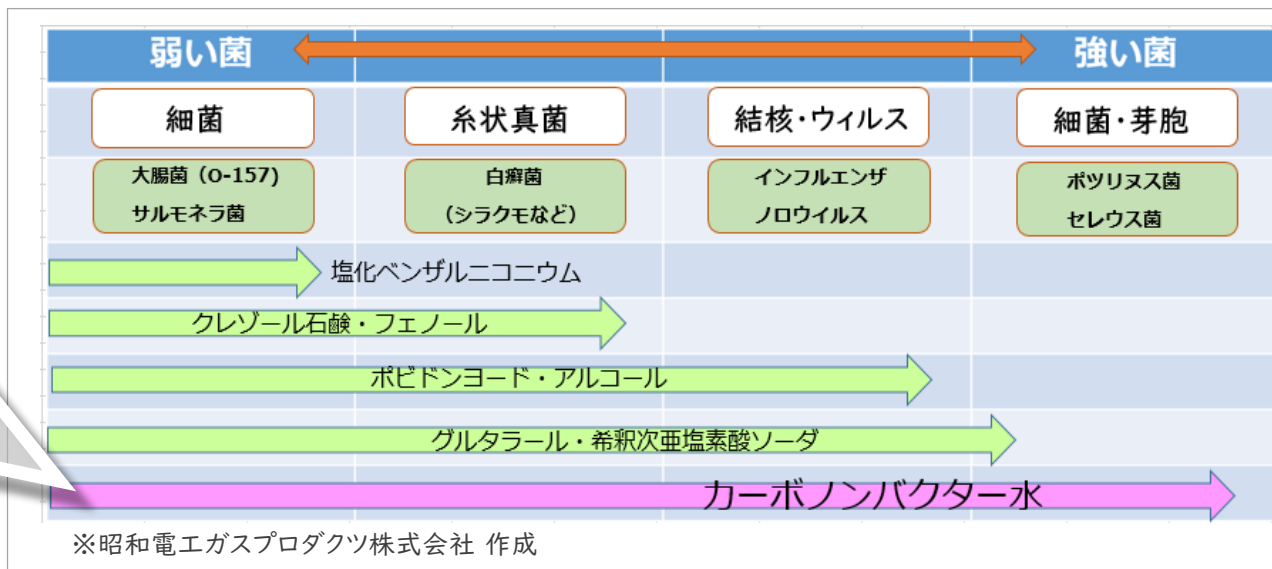 弱い菌 強い菌
細菌 糸状真菌 結核・ウィルス 細菌・芽胞
大腸菌（O-157） 白癬菌 インフルエンザ ボツリヌス菌
サルモネラ菌 （シラクモなど） ノロウイルス セレウス菌
塩化ベンザルニコニウム
クレゾール石鹸・フェノール
ポビドンヨード・アルコール
グルタラール・希釈次亜塩素酸ソーダ
カーボノンバクター水
※昭和電工ガスプロダクツ株式会社 作成